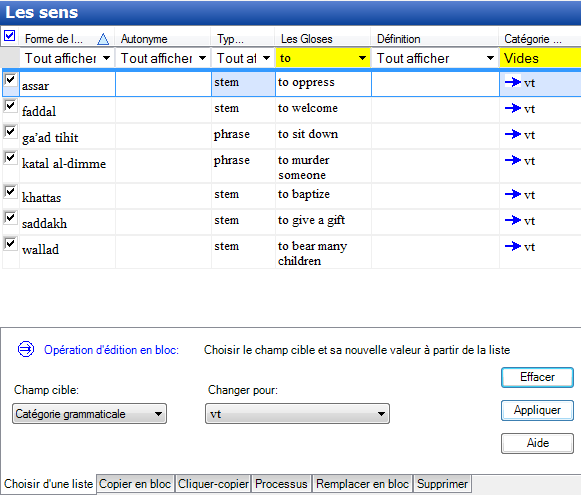 Les sens
Forme de l... Autonyme Typ... Les Gloses Définition Catégorie ...
Tout afficher Tout afficher Tout af to Tout afficher Vides
assar stem to oppress vt
faddal stem to welcome vt
ga'ad tihit phrase to sit down vt
katal al-dimme phrase to murder vt
someone
khattas stem to baptize vt
saddakh stem to give a gift vt
wallad stem to bear many vt
children
Opération d'édition en bloc: Choisir le champ cible et sa nouvelle valeur à partir de la liste
Effacer
Champ cible: Changer pour:
Catégorie grammaticale vt Appliquer
Aide
Choisir d'une liste Copier en bloc Cliquer-copier Processus Remplacer en bloc Supprimer